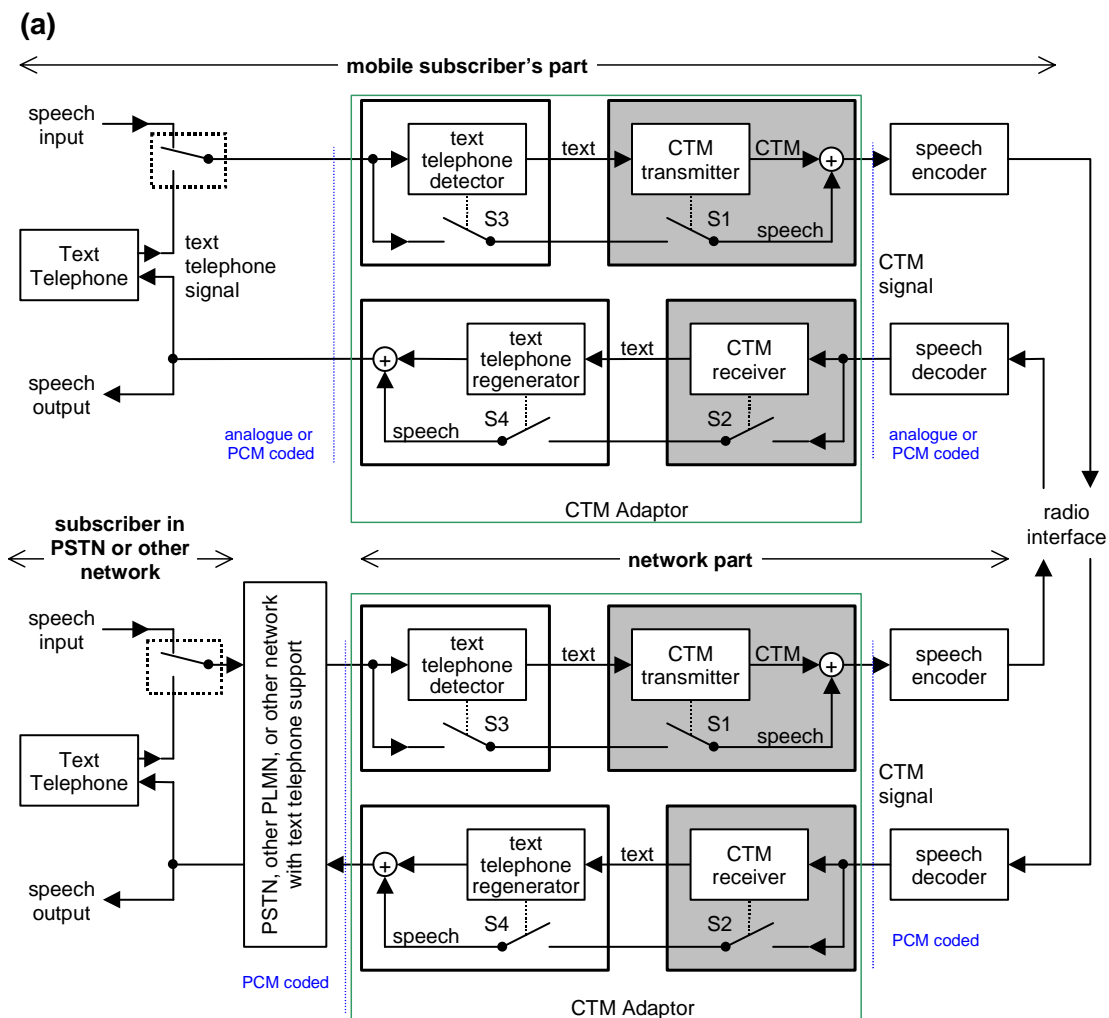 (a)
mobile subscriber's part
speech
input
text
telephone
detector
text
CTM
transmitter
CTM
+
speech
encoder
S3
S1
speech
Text
Telephone
text
telephone
signal
CTM
signal
speech
output
+
text
telephone
regenerator
text
CTM
receiver
speech
decoder
S4
S2
speech
analogue or
PCM coded
analogue or
PCM coded
CTM Adaptor
radio
interface
subscriber in
PSTN or other
network
network part
speech
input
PSTN, other PLMN, or other network
with text telephone support
text
telephone
detector
text
CTM
transmitter
CTM
+
speech
encoder
S3
S1
speech
Text
Telephone
CTM
signal
speech
output
+
text
telephone
regenerator
text
CTM
receiver
speech
decoder
S4
S2
speech
PCM coded
PCM coded
CTM Adaptor